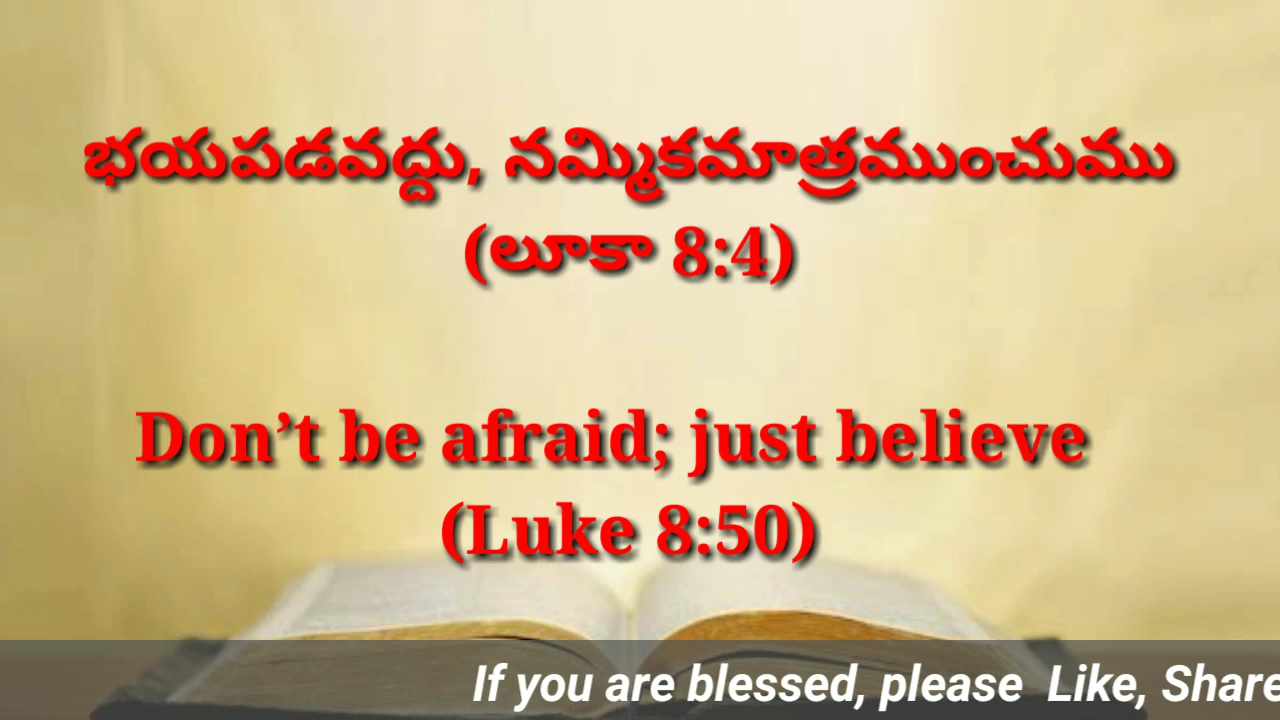 భయపడవద్దు, నమ్మికమాత్రముంచుము
(లూకా 8:4)
Don’t be afraid; just believe
(Luke 8:50)
If you are blessed, please Like, Share